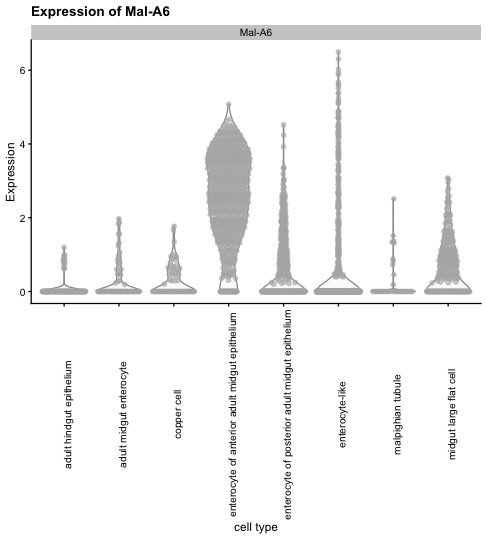 Expression of Mal-A6
Mal-A6
Expression
6
4
2
0
adult hindgut epithelium
adult midgut enterocyte
copper cell
enterocyte of anterior adult midgut epithelium
enterocyte of posterior adult midgut epithelium
enterocyte-like
malpighian tubule
midgut large flat cell
cell type